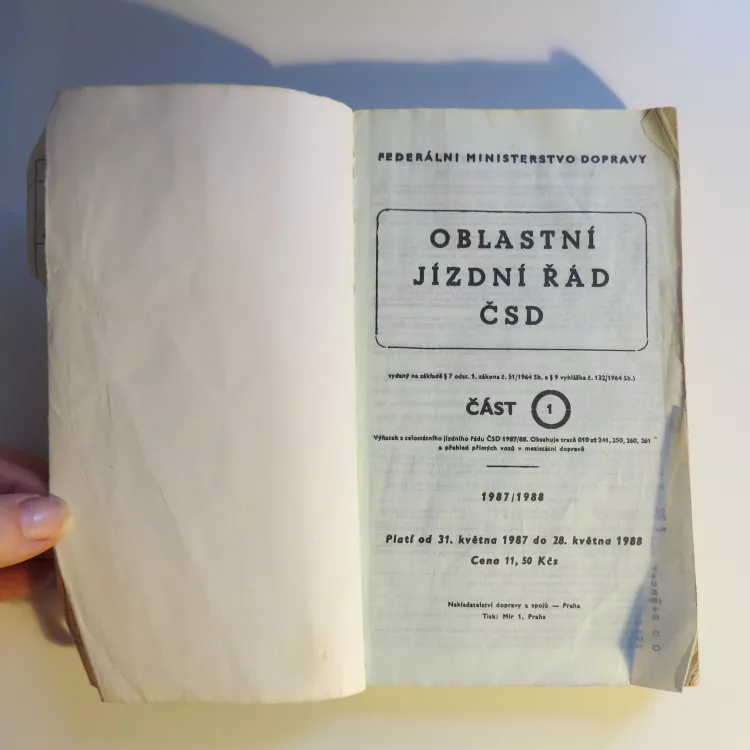 FEDERÁLNÍ MINISTERSTVO DOPRAVY
OBLASTNÍ
JÍZDNÍ ŘÁD
ČSD
vydaný na základě § 7 odst. 1. zákona č. 51/1964 Sb. a § 9 vyhlášky č. 132/1964 Sb.)
ČÁST 1
Výňatek z celostátního jízdního řádu ČSD 1987/88. Obsahuje tratě 010 až 241, 250, 260, 261
a přehled přímých vozů v mezistátní dopravě
1987/1988
Platí od 31. května 1987 do 28. května 1988
Cena 11,50 Kčs
Nakladatelství dopravy a spojů — Praha
Tisk: Mír 1, Praha